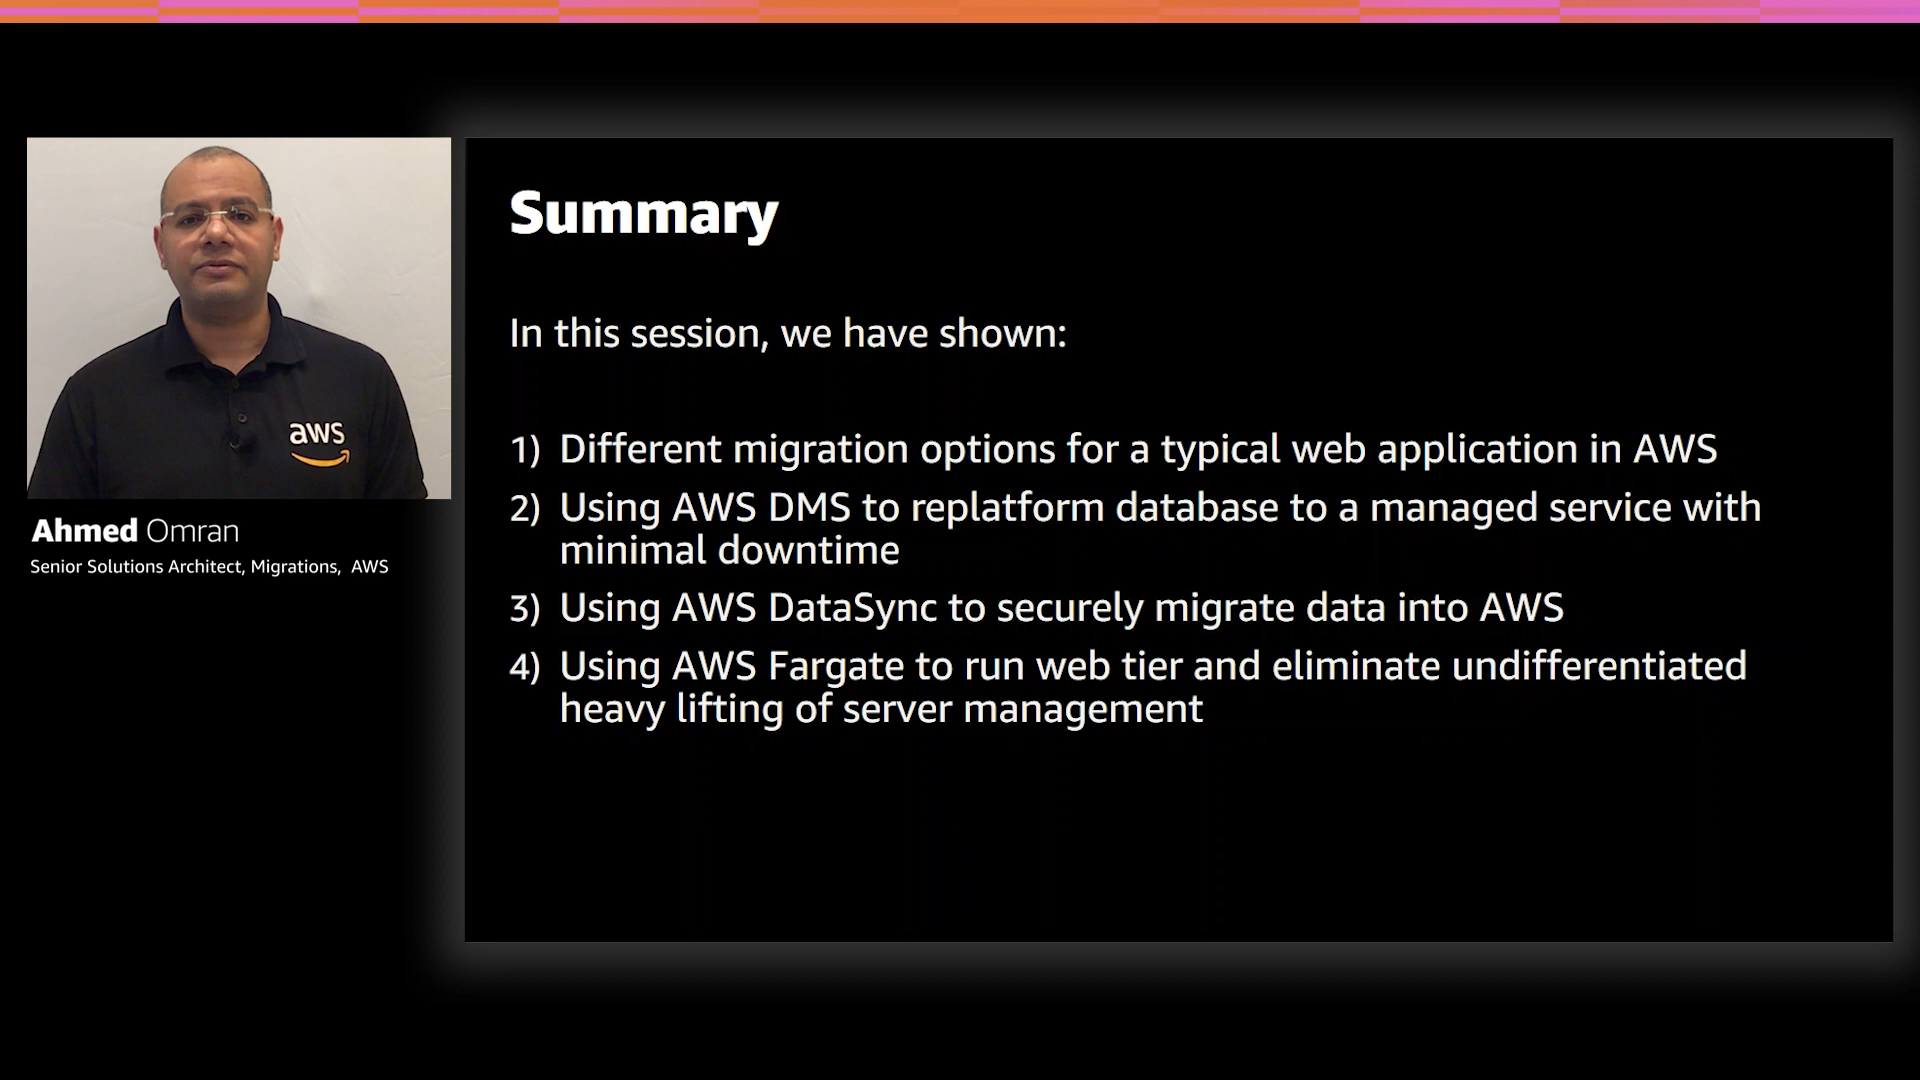 aws
Ahmed Omran
Senior Solutions Architect, Migrations, AWS
Summary
In this session, we have shown:
1) Different migration options for a typical web application in AWS
2) Using AWS DMS to replatform database to a managed service with
minimal downtime
3) Using AWS DataSync to securely migrate data into AWS
4) Using AWS Fargate to run web tier and eliminate undifferentiated
heavy lifting of server management